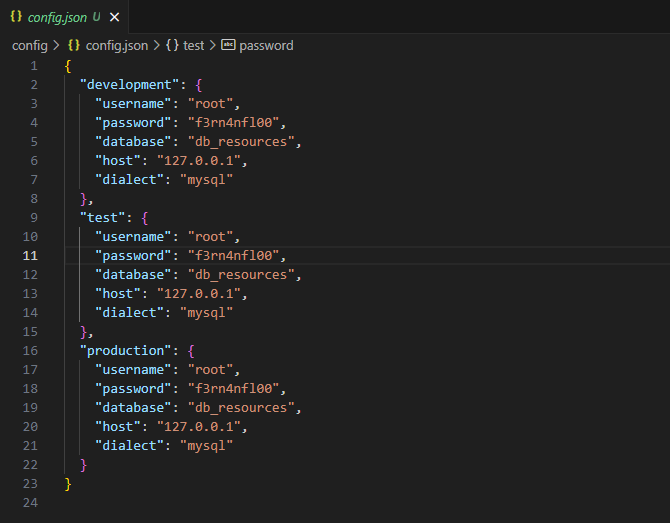 {} config.json U ×
config > {} config.json > {} test > abc password
1 {
2 "development": {
3 "username": "root",
4 "password": "f3rn4nfl00",
5 "database": "db_resources",
6 "host": "127.0.0.1",
7 "dialect": "mysql"
8 },
9 "test": {
10 "username": "root",
11 "password": "f3rn4nfl00",
12 "database": "db_resources",
13 "host": "127.0.0.1",
14 "dialect": "mysql"
15 },
16 "production": {
17 "username": "root",
18 "password": "f3rn4nfl00",
19 "database": "db_resources",
20 "host": "127.0.0.1",
21 "dialect": "mysql"
22 }
23 }
24